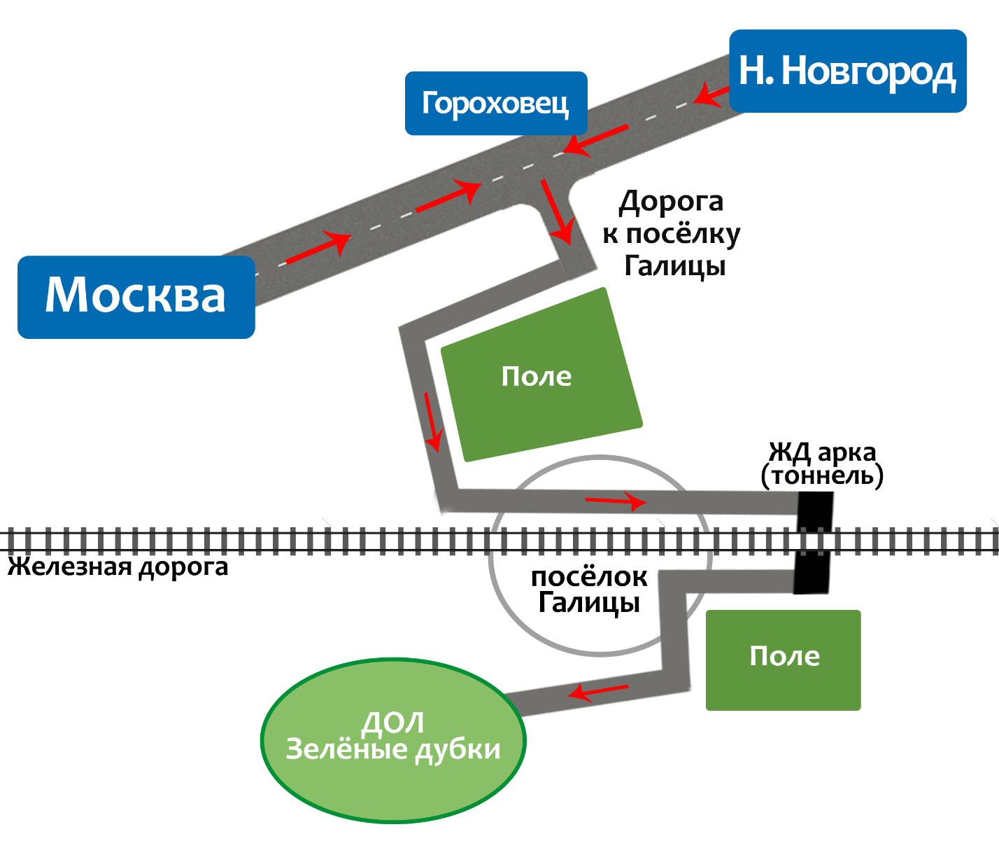 Н. Новгород
Гороховец
Дорога
к посёлку
Галицы
Москва
Поле
ЖД арка
(тоннель)
Железная дорога
посёлок
Галицы
Поле
ДОЛ
Зелёные дубки